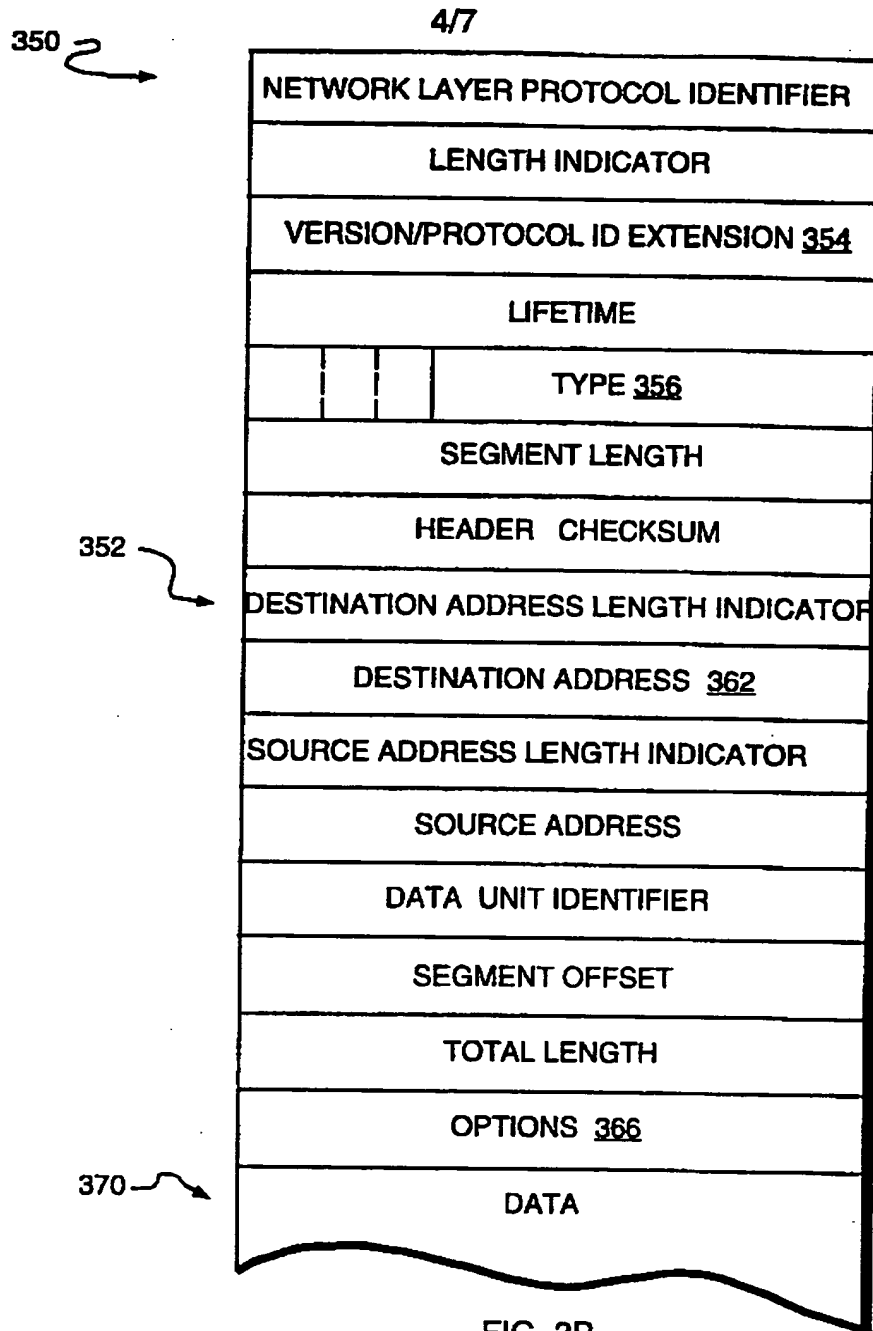 4/7
350
NETWORK LAYER PROTOCOL IDENTIFIER
LENGTH INDICATOR
VERSION/PROTOCOL ID EXTENSION 354
LIFETIME
TYPE 356
SEGMENT LENGTH
HEADER CHECKSUM
352
DESTINATION ADDRESS LENGTH INDICATOR
DESTINATION ADDRESS 362
SOURCE ADDRESS LENGTH INDICATOR
SOURCE ADDRESS
DATA UNIT IDENTIFIER
SEGMENT OFFSET
TOTAL LENGTH
OPTIONS 366
370
DATA